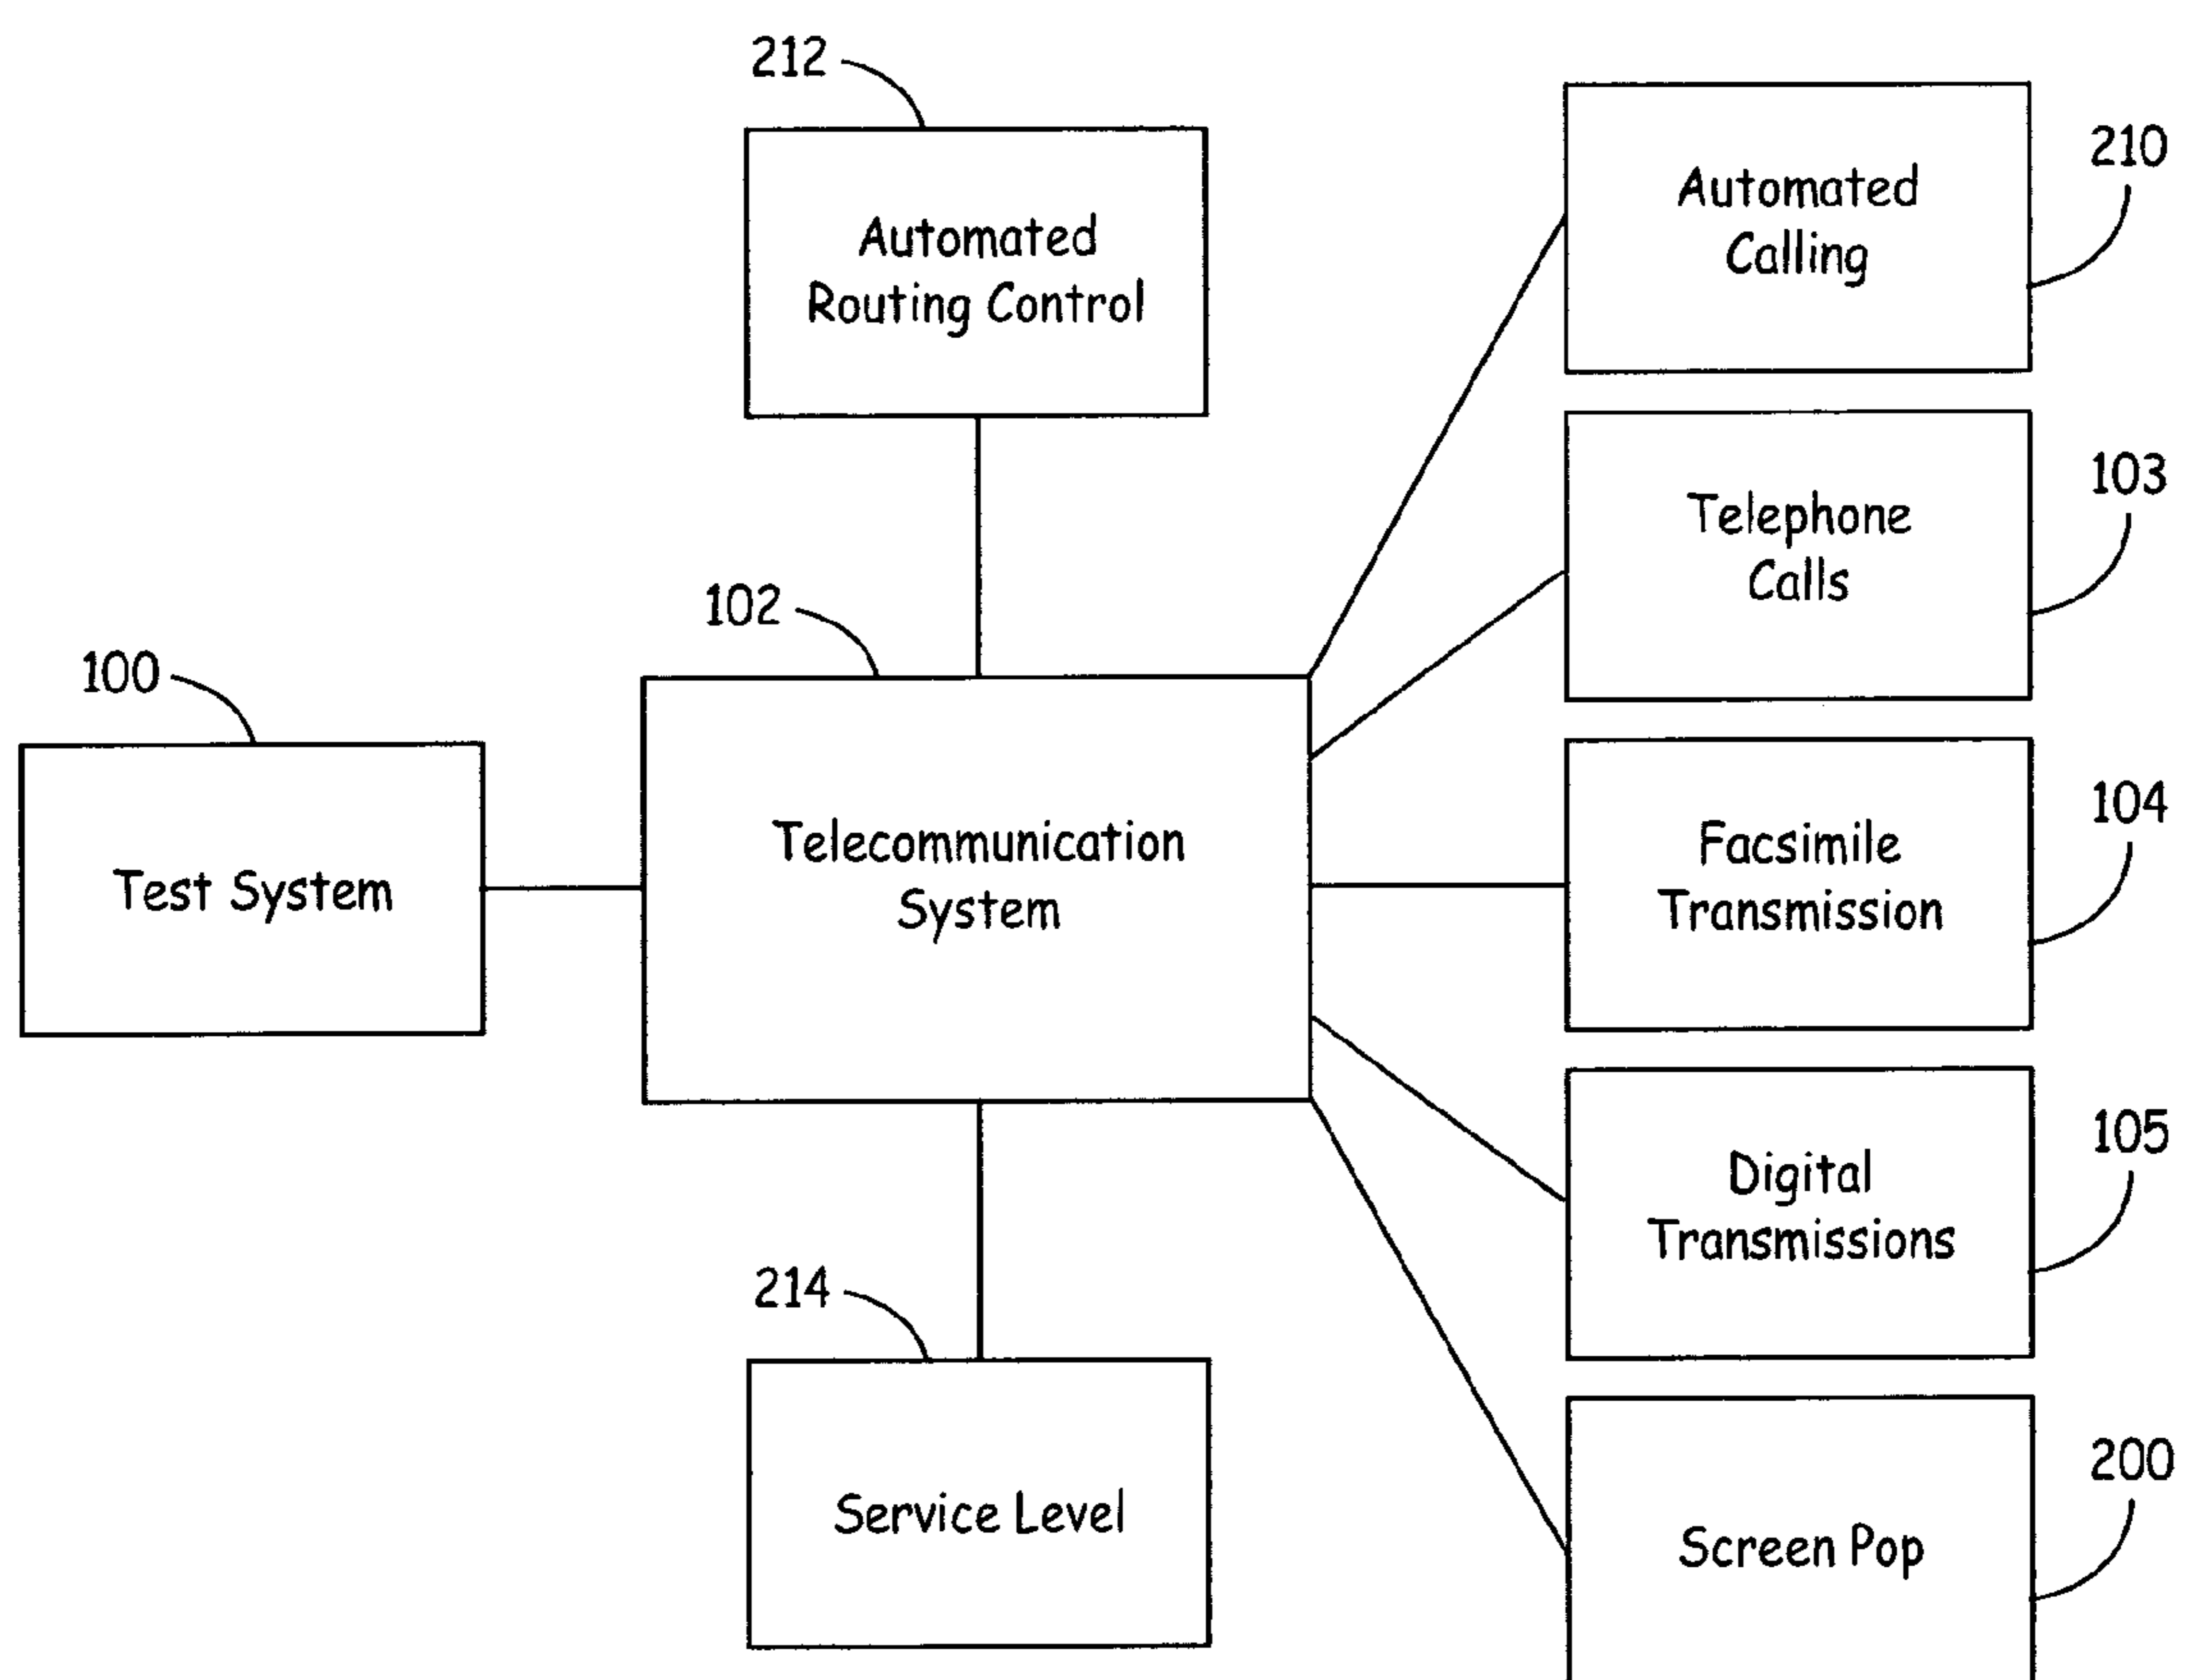 212
Automated
Routing Control
210
Automated
Calling
103
Telephone
Calls
102
Telecommunication
System
100
Test System
104
Facsimile
Transmission
105
Digital
Transmissions
214
Service Level
200
Screen Pop